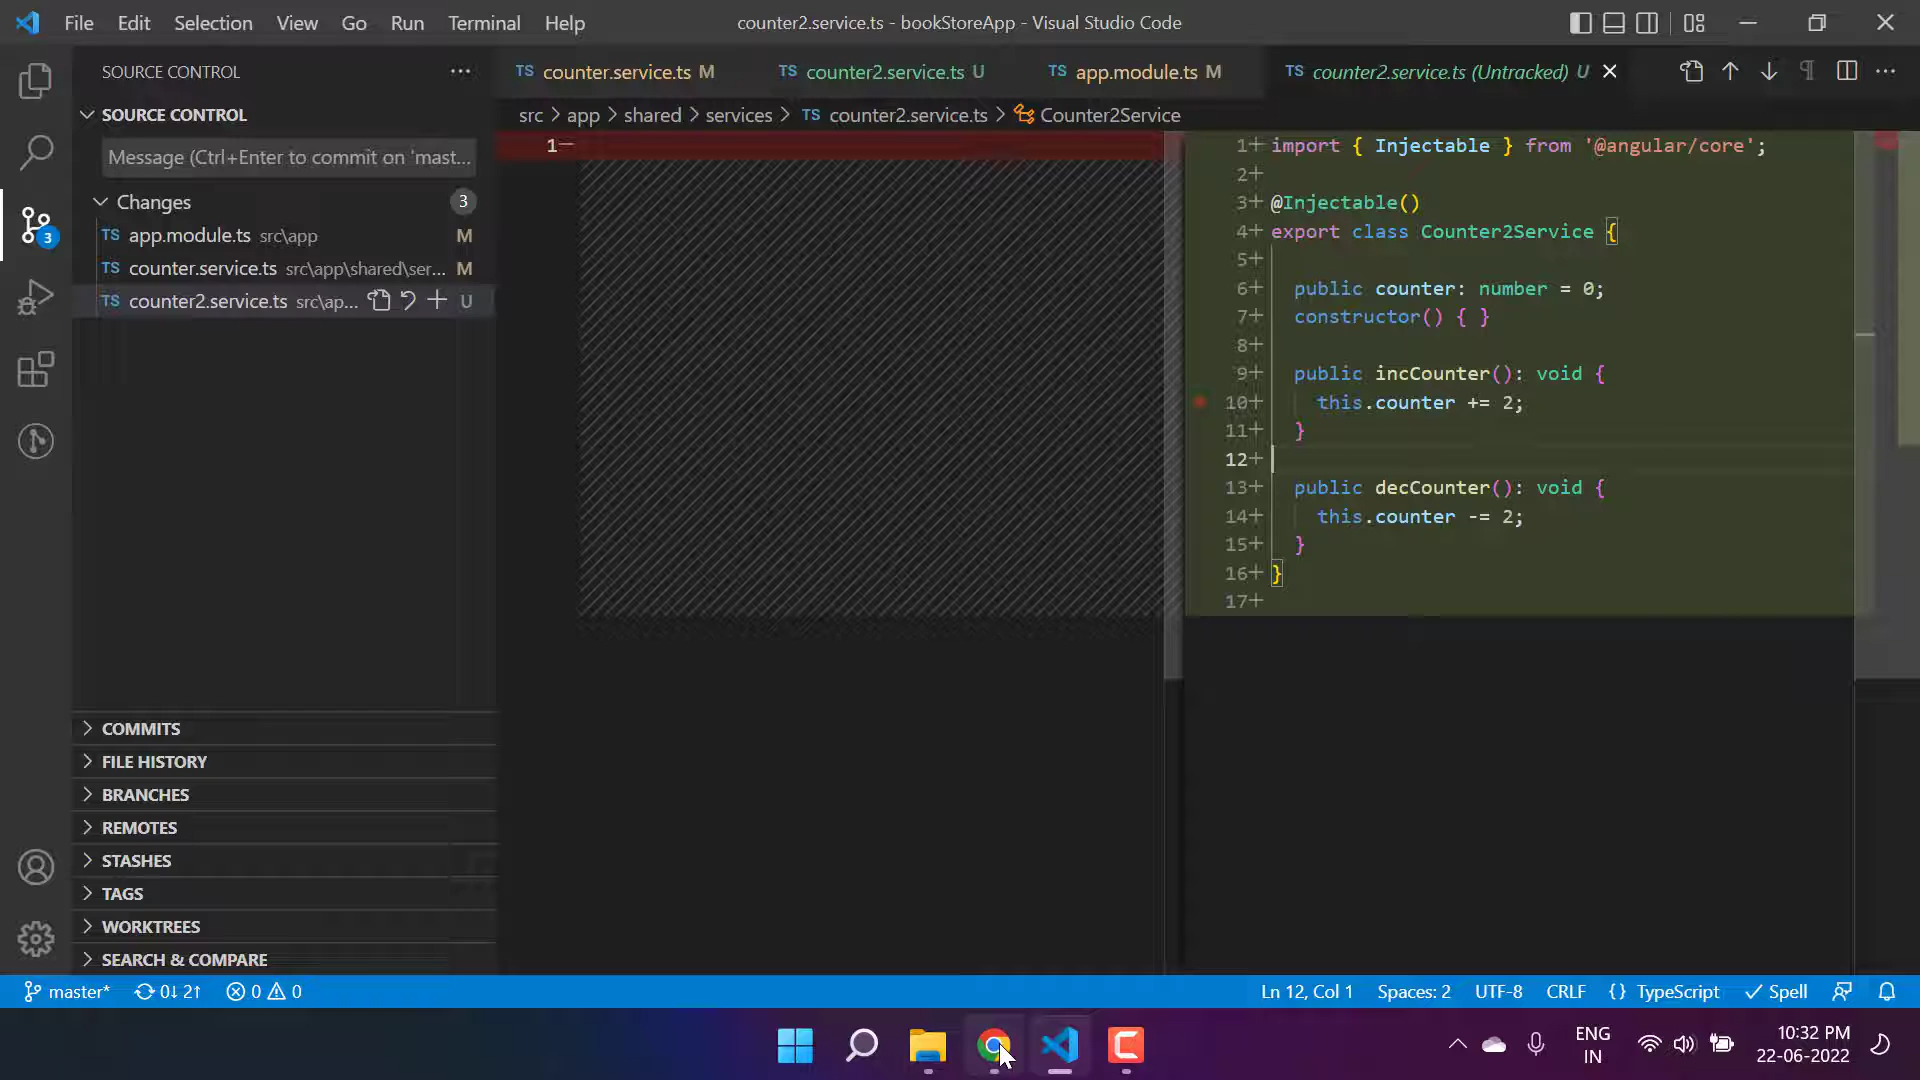 File Edit Selection View Go Run Terminal Help
counter2.service.ts - bookStoreApp - Visual Studio Code
SOURCE CONTROL
TS counter.service.ts M
TS counter2.service.ts U
TS app.module.ts M
TS counter2.service.ts (Untracked) U
SOURCE CONTROL
src > app > shared > services > TS counter2.service.ts > Counter2Service
Message (Ctrl+Enter to commit on 'mast...
Changes 3
TS app.module.ts src\app M
TS counter.service.ts src\app\shared\ser... M
TS counter2.service.ts src\ap... U
3
1
1+ import { Injectable } from '@angular/core';
2+
3+ @Injectable()
4+ export class Counter2Service {
5+
6+ public counter: number = 0;
7+ constructor() { }
8+
9+ public incCounter(): void {
10+ this.counter += 2;
11+ }
12+
13+ public decCounter(): void {
14+ this.counter -= 2;
15+ }
16+ }
17+
COMMITS
FILE HISTORY
BRANCHES
REMOTES
STASHES
TAGS
WORKTREES
SEARCH & COMPARE
master* 0↓ 2↑ 0 0
Ln 12, Col 1 Spaces: 2 UTF-8 CRLF {} TypeScript Spell
ENG
IN
10:32 PM
22-06-2022